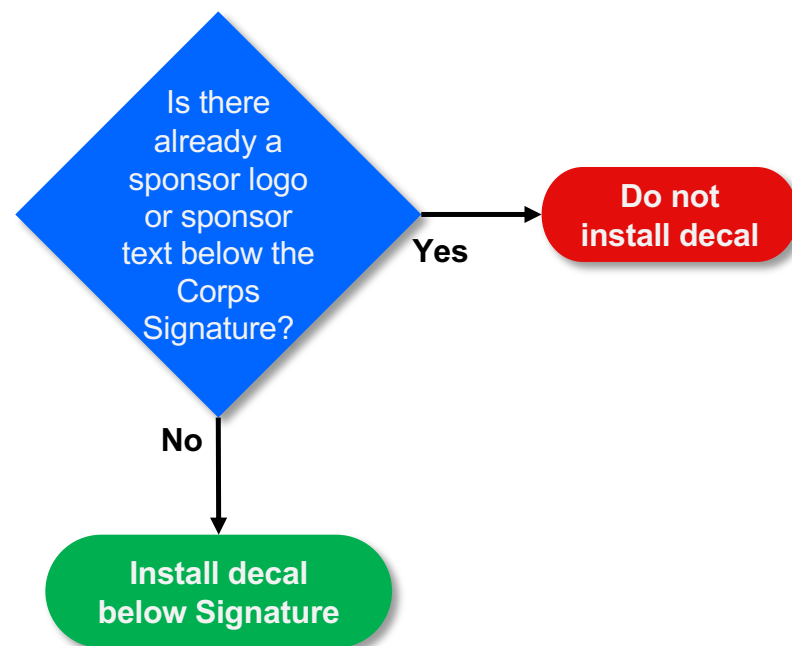 Is there
already a
sponsor logo
or sponsor
text below the
Corps
Signature?
Yes
Do not
install decal
No
Install decal
below Signature